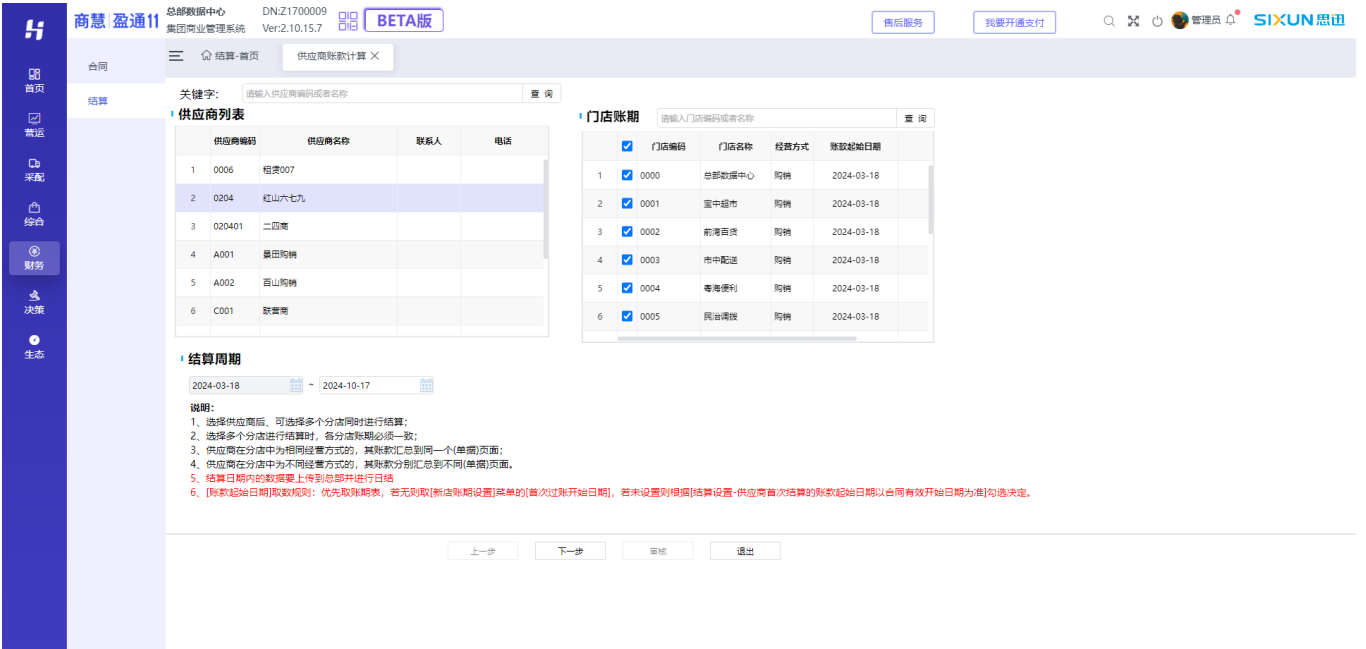 商慧 盈通11 总部数据中心 DN:Z1700009 BETA版 售后服务 我要开通支付 管理员 SIXUN思迅
集团商业管理系统 Ver:2.10.15.7
首页
营运
采配
综合
财务
决策
生态
合同
结算
结算-首页 供应商账款计算
关键字: 请输入供应商编码或者名称 查 询
供应商列表
供应商编码 供应商名称 联系人 电话
1 0006 租赁007
2 0204 红山六七九
3 020401 二四商
4 A001 景田购销
5 A002 百山购销
6 C001 联营商
门店账期 请输入门店编码或者名称 查 询
门店编码 门店名称 经营方式 账款起始日期
1 0000 总部数据中心 购销 2024-03-18
2 0001 宝中超市 购销 2024-03-18
3 0002 前湾百货 购销 2024-03-18
4 0003 市中配送 购销 2024-03-18
5 0004 粤海便利 购销 2024-03-18
6 0005 民治调拨 购销 2024-03-18
结算周期
2024-03-18 ~ 2024-10-17
说明:
1、选择供应商后、可选择多个分店同时进行结算;
2、选择多个分店进行结算时，各分店账期必须一致;
3、供应商在分店中为相同经营方式的，其账款汇总到同一个(单据)页面;
4、供应商在分店中为不同经营方式的，其账款分别汇总到不同(单据)页面。
5、结算日期内的数据要上传到总部并进行日结
6、[账款起始日期]取数规则：优先取账期表，若无则取[新店账期设置]菜单的[首次过账开始日期]，若未设置则根据[结算设置-供应商首次结算的账款起始日期以合同有效开始日期为准]勾选决定。
上一步 下一步 审核 退出